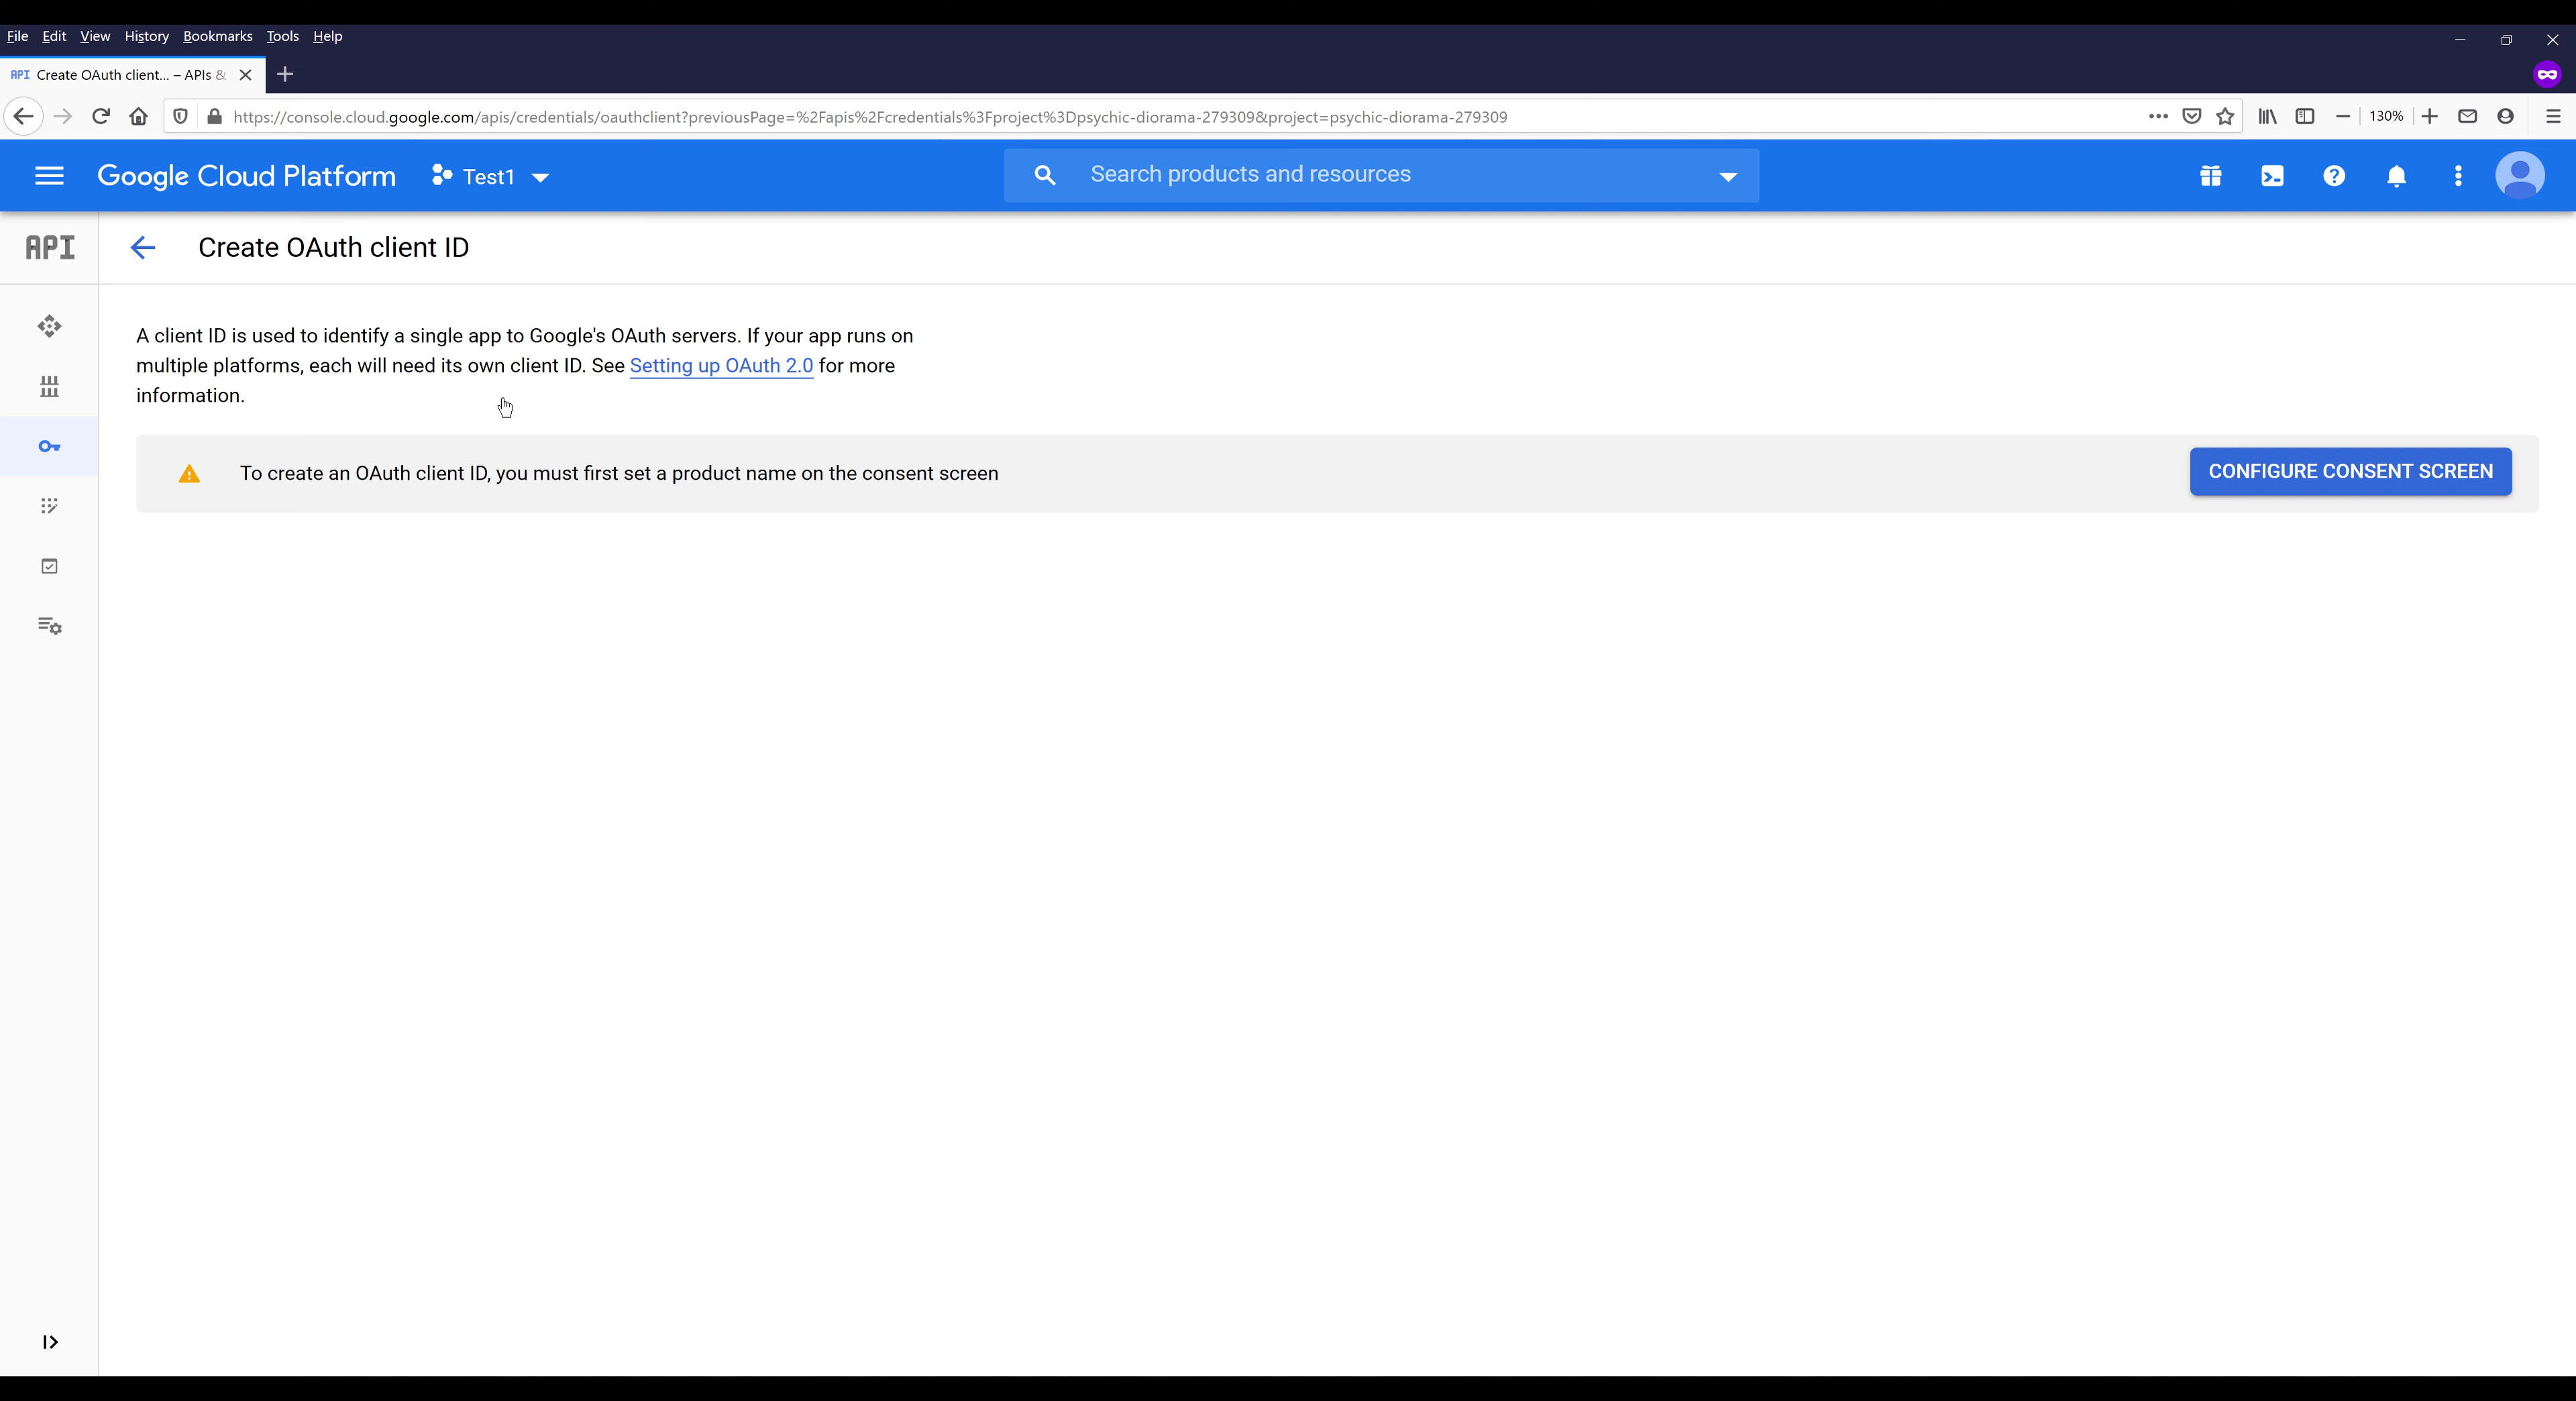 File Edit View History Bookmarks Tools Help
API Create OAuth client... – APIs &
https://console.cloud.google.com/apis/credentials/oauthclient?previousPage=%2Fapis%2Fcredentials%3Fproject%3Dpsychic-diorama-279309&project=psychic-diorama-279309
130%
Google Cloud Platform
Test1
Search products and resources
API
Create OAuth client ID
A client ID is used to identify a single app to Google's OAuth servers. If your app runs on
multiple platforms, each will need its own client ID. See Setting up OAuth 2.0 for more
information.
To create an OAuth client ID, you must first set a product name on the consent screen
CONFIGURE CONSENT SCREEN